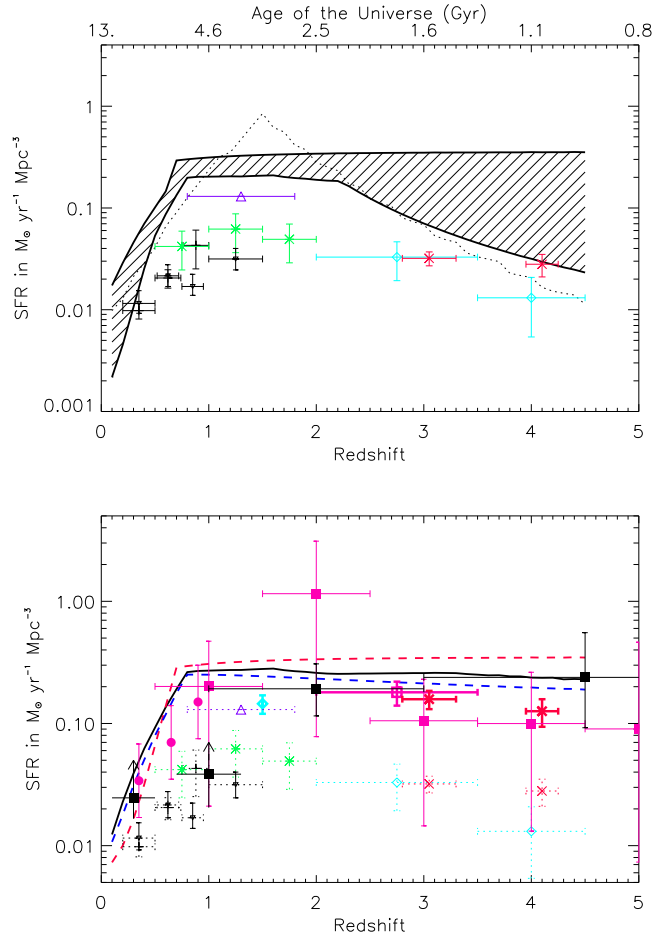 Age of the Universe (Gyr)
13. 4.6 2.5 1.6 1.1 0.8
SFR in M⊙ yr⁻¹ Mpc⁻³
1
0.1
0.01
0.001
0 1 2 3 4 5
Redshift
SFR in M⊙ yr⁻¹ Mpc⁻³
1.00
0.10
0.01
0 1 2 3 4 5
Redshift